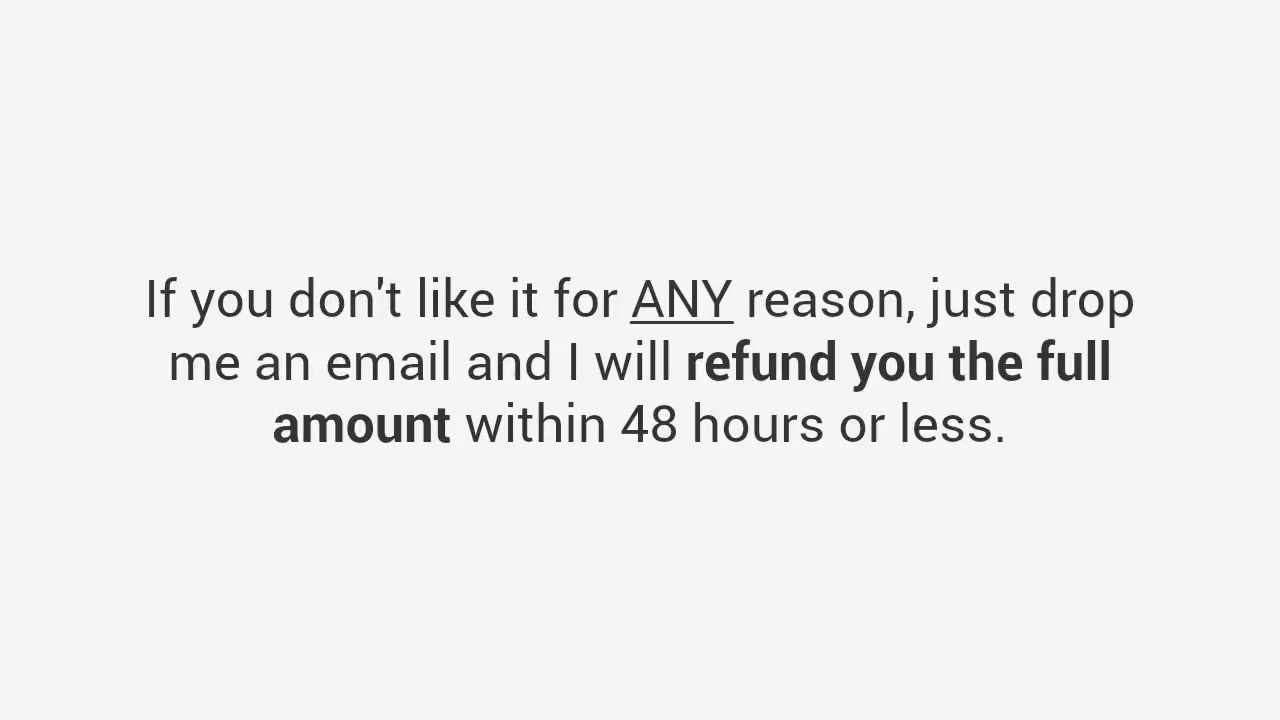 If you don't like it for ANY reason, just drop
me an email and I will refund you the full
amount within 48 hours or less.